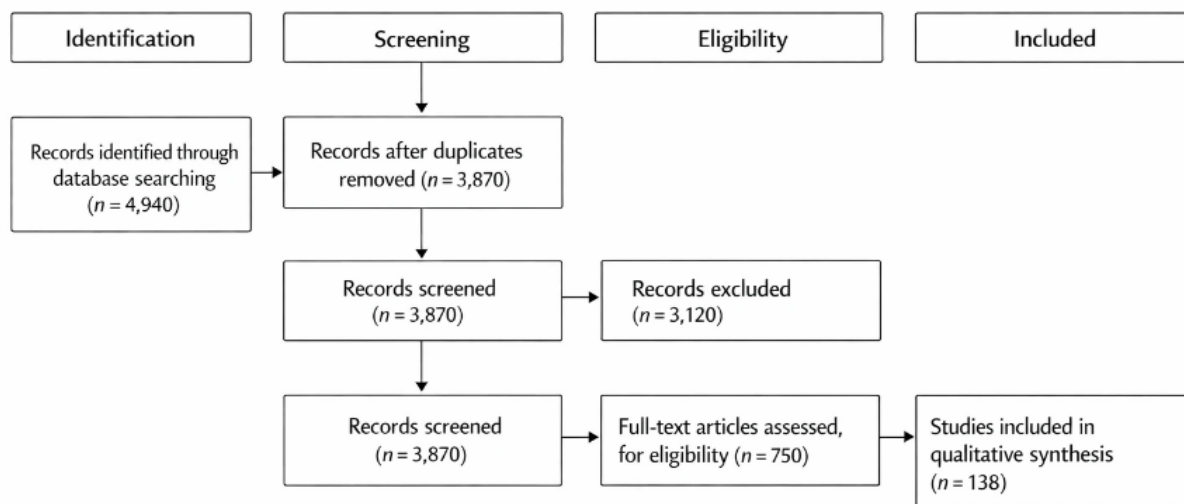 Identification
Screening
Eligibility
Included
Records identified through
database searching
(n = 4,940)
Records after duplicates
removed (n = 3,870)
Records screened
(n = 3,870)
Records excluded
(n = 3,120)
Records screened
(n = 3,870)
Full-text articles assessed,
for eligibility (n = 750)
Studies included in
qualitative synthesis
(n = 138)